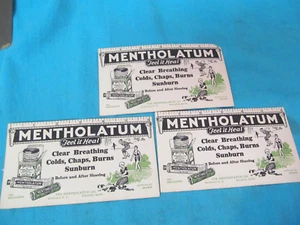 MENTHOLATUM
Feel it Heal
Clear Breathing
Colds, Chaps, Burns
Sunburn
Before and After Shaving
MENTHOLATUM
Feel it Heal
Clear Breathing
Colds, Chaps, Burns
Sunburn
Before and After Shaving
MENTHOLATUM
Feel it Heal
Clear Breathing
Colds, Chaps, Burns
Sunburn
Before and After Shaving